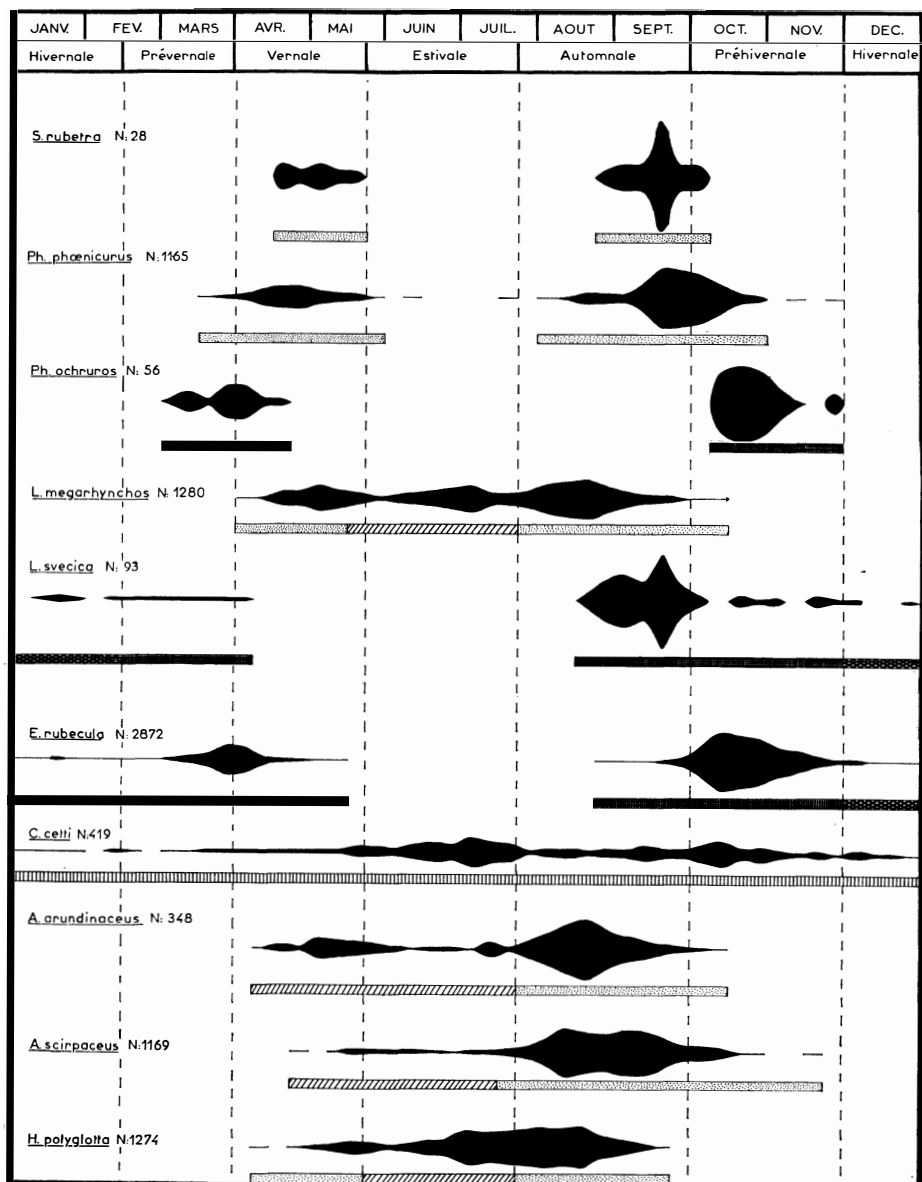 JANV. FEV. MARS AVR. MAI JUIN JUIL. AOUT SEPT. OCT. NOV. DEC.
Hivernale Prévernale Vernale Estivale Automnale Préhivernale Hivernale
S. rubetra N: 28
Ph. phœnicurus N: 1165
Ph. ochruros N: 56
L. megarhynchos N: 1280
L. svecica N: 93
E. rubecula N: 2872
C. cetti N: 419
A. arundinaceus N: 348
A. scirpaceus N: 1169
H. polyglotta N: 1274